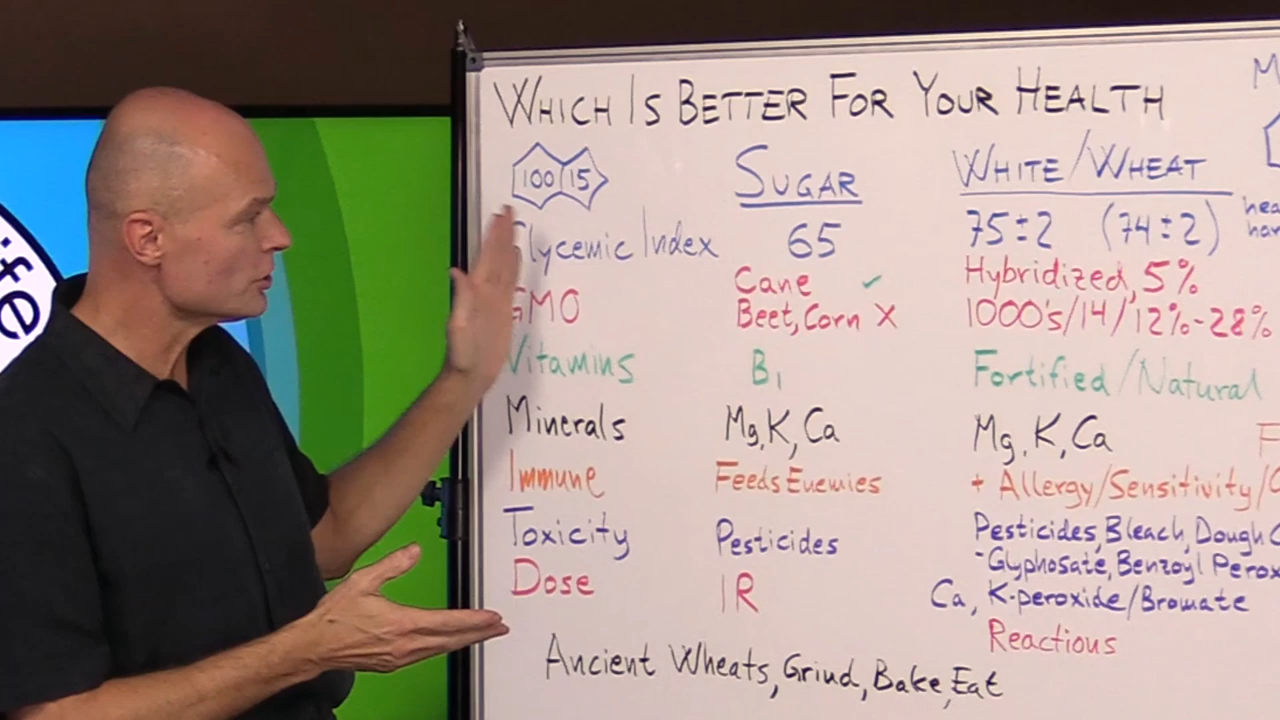 WHICH IS BETTER FOR YOUR HEALTH
100 15 SUGAR WHITE/WHEAT
Glycemic Index 65 75±2 (74±2)
GMO Cane ✓ Hybridized, 5%
Beet, Corn X 1000's/14/12%-28%
Vitamins B1 Fortified/Natural
Minerals Mg, K, Ca Mg, K, Ca
Immune Feeds Enemies + Allergy/Sensitivity/
Toxicity Pesticides Pesticides, Bleach, Dough
-Glyphosate, Benzoyl Perox
Ca, K-peroxide/Bromate
Dose IR Reactions
Ancient Wheats, Grind, Bake, Eat
ife